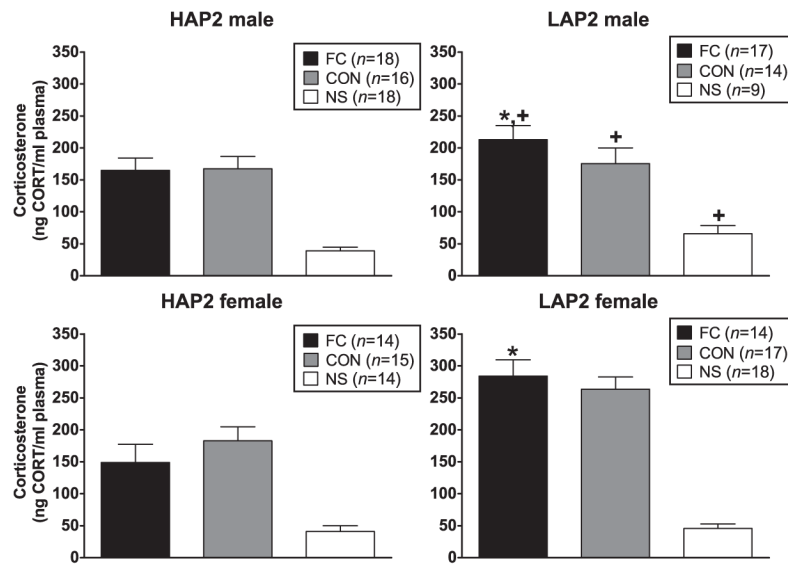 HAP2 male
Corticosterone
(ng CORT/ml plasma)
350
300
250
200
150
100
50
0
FC (n=18)
CON (n=16)
NS (n=18)
LAP2 male
350
300
250
200
150
100
50
0
FC (n=17)
CON (n=14)
NS (n=9)
*,+
+
+
HAP2 female
Corticosterone
(ng CORT/ml plasma)
350
300
250
200
150
100
50
0
FC (n=14)
CON (n=15)
NS (n=14)
LAP2 female
350
300
250
200
150
100
50
0
FC (n=14)
CON (n=17)
NS (n=18)
*